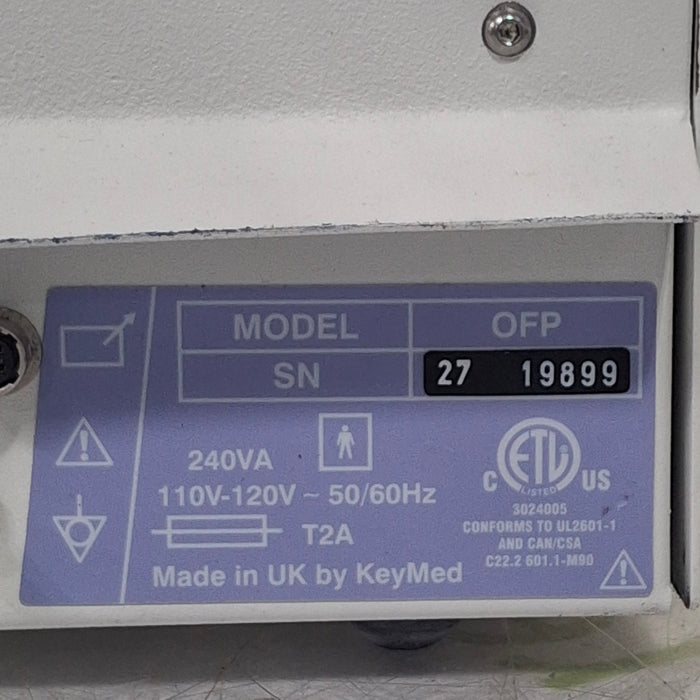 MODEL OFP
SN 27 19899
240VA
110V-120V ~ 50/60Hz
T2A
Made in UK by KeyMed
C ETL US
LISTED
3024005
CONFORMS TO UL2601-1
AND CAN/CSA
C22.2 601.1-M90